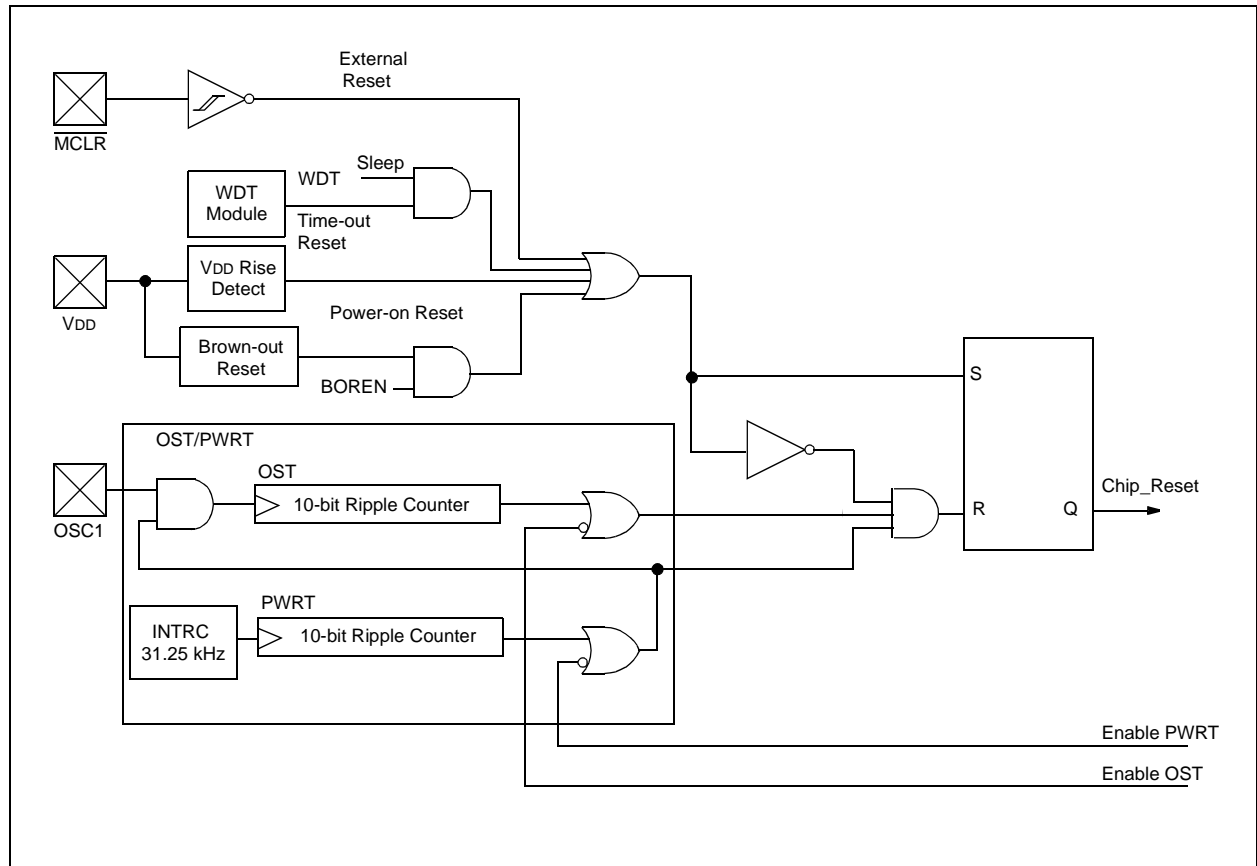 External
Reset
MCLR
Sleep
WDT
WDT
Module
Time-out
Reset
VDD Rise
Detect
VDD
Power-on Reset
Brown-out
Reset
BOREN
S
OST/PWRT
OST
OSC1
10-bit Ripple Counter
Chip_Reset
R
Q
PWRT
INTRC
31.25 kHz
10-bit Ripple Counter
Enable PWRT
Enable OST